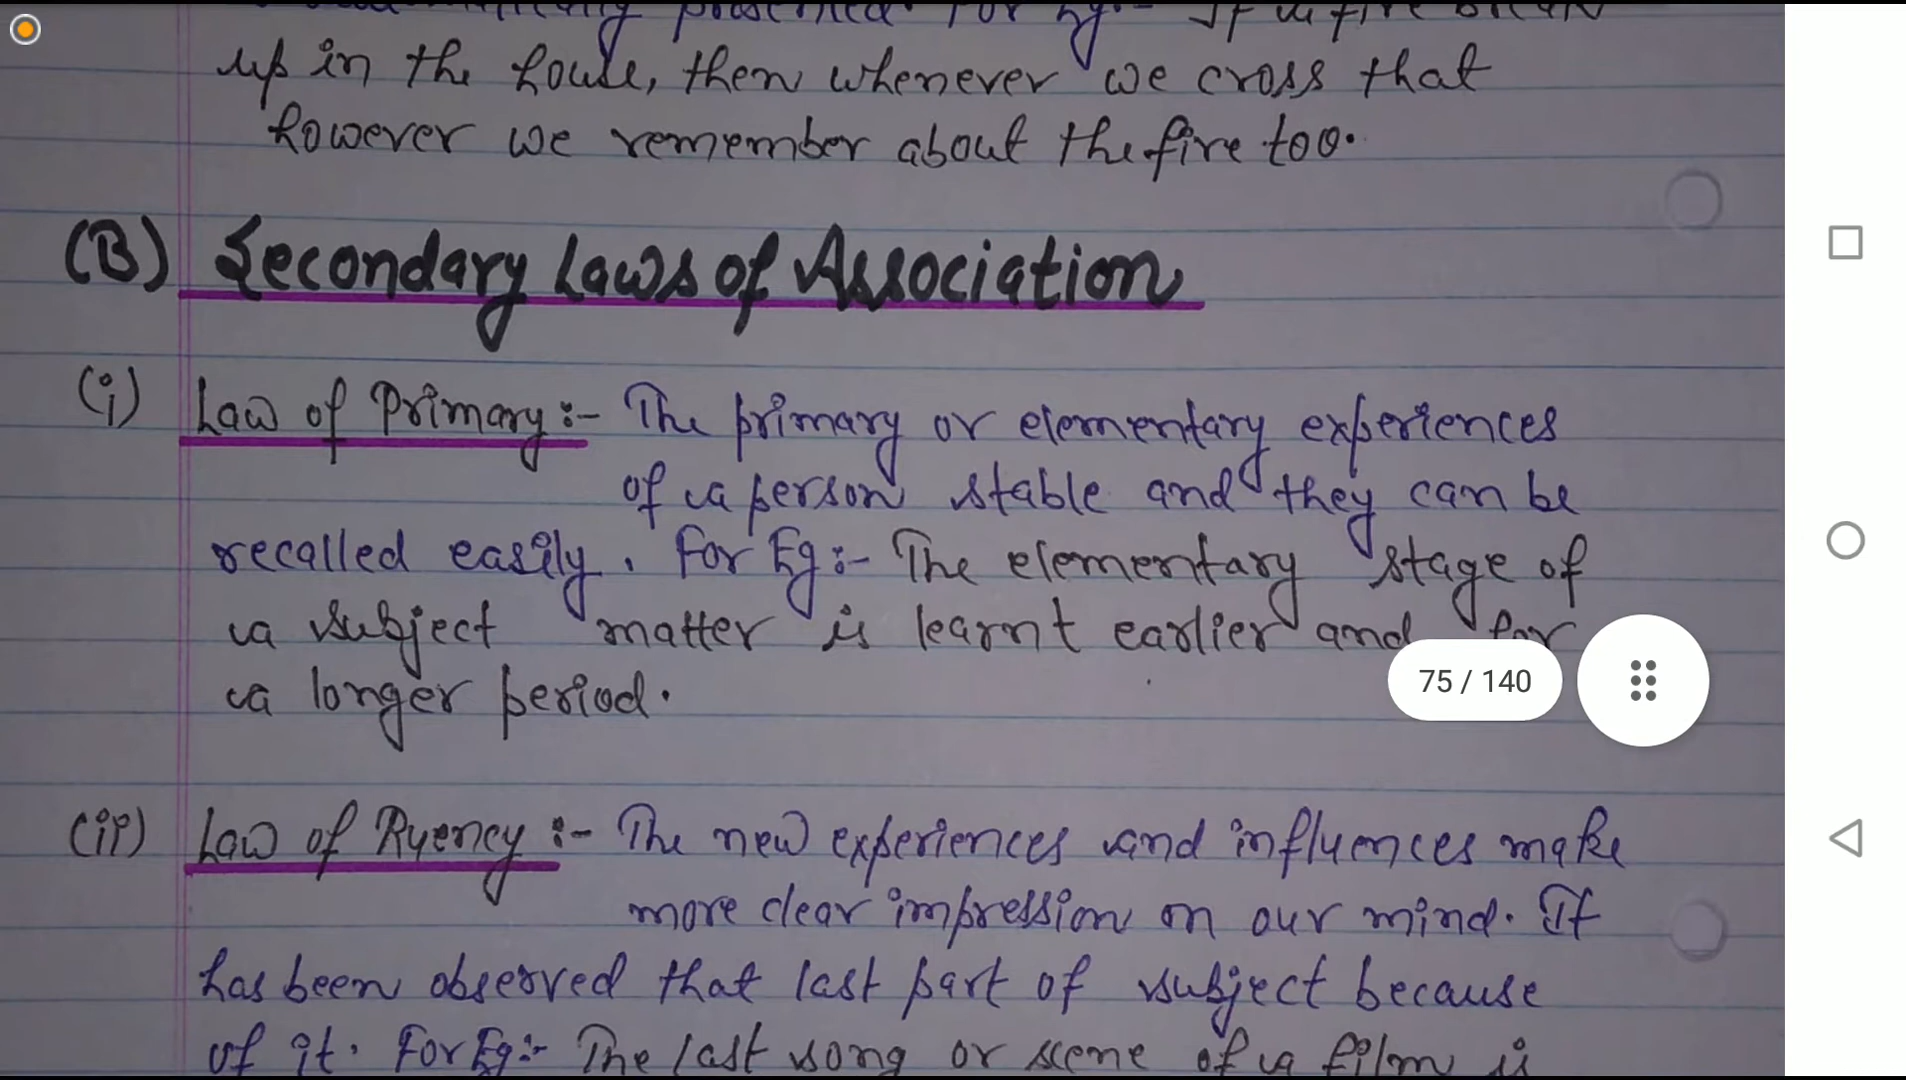 up in the house, then whenever we cross that
however we remember about the fire too.
(B) Secondary Laws of Association
(i) Law of Primary :- The primary or elementary experiences
of a person stable and they can be
recalled easily. For Eg :- The elementary stage of
a subject matter is learnt earlier and for
a longer period.
75 / 140
(ii) Law of Ryency :- The new experiences and influences make
more clear impression on our mind. It
has been observed that last part of subject because
of it. For Eg :- The last song or scene of a film is